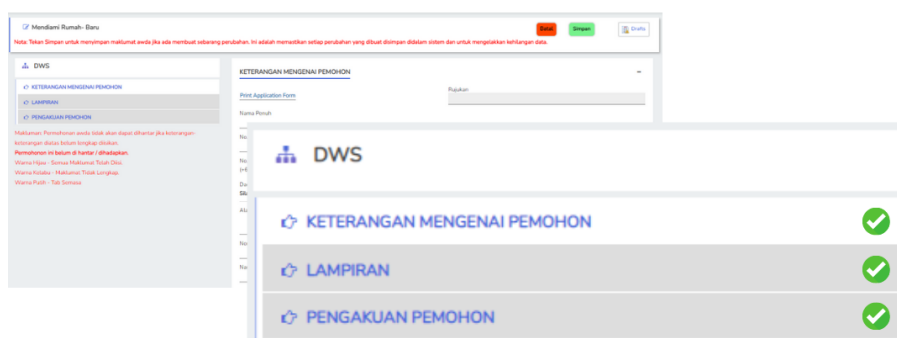 Mendiami Rumah- Baru
Batal
Simpan
Drafts
Nota: Tekan Simpan untuk menyimpan maklumat awda jika ada membuat sebarang perubahan. Ini adalah memastikan setiap perubahan yang dibuat disimpan didalam sistem dan untuk mengelakkan kehilangan data.
DWS
KETERANGAN MENGENAI PEMOHON
LAMPIRAN
PENGAKUAN PEMOHON
Makluman: Permohonan awda tidak akan dapat dihantar jika keterangan-
keterangan diatas belum lengkap diisikan.
Permohonan ini belum di hantar / dihadapkan.
Warna Hijau - Semua Maklumat Telah Diisi.
Warna Kelabu - Maklumat Tidak Lengkap.
Warna Putih - Tab Semasa
KETERANGAN MENGENAI PEMOHON
Print Application Form
Rujukan
Nama Penuh
DWS
KETERANGAN MENGENAI PEMOHON
LAMPIRAN
PENGAKUAN PEMOHON